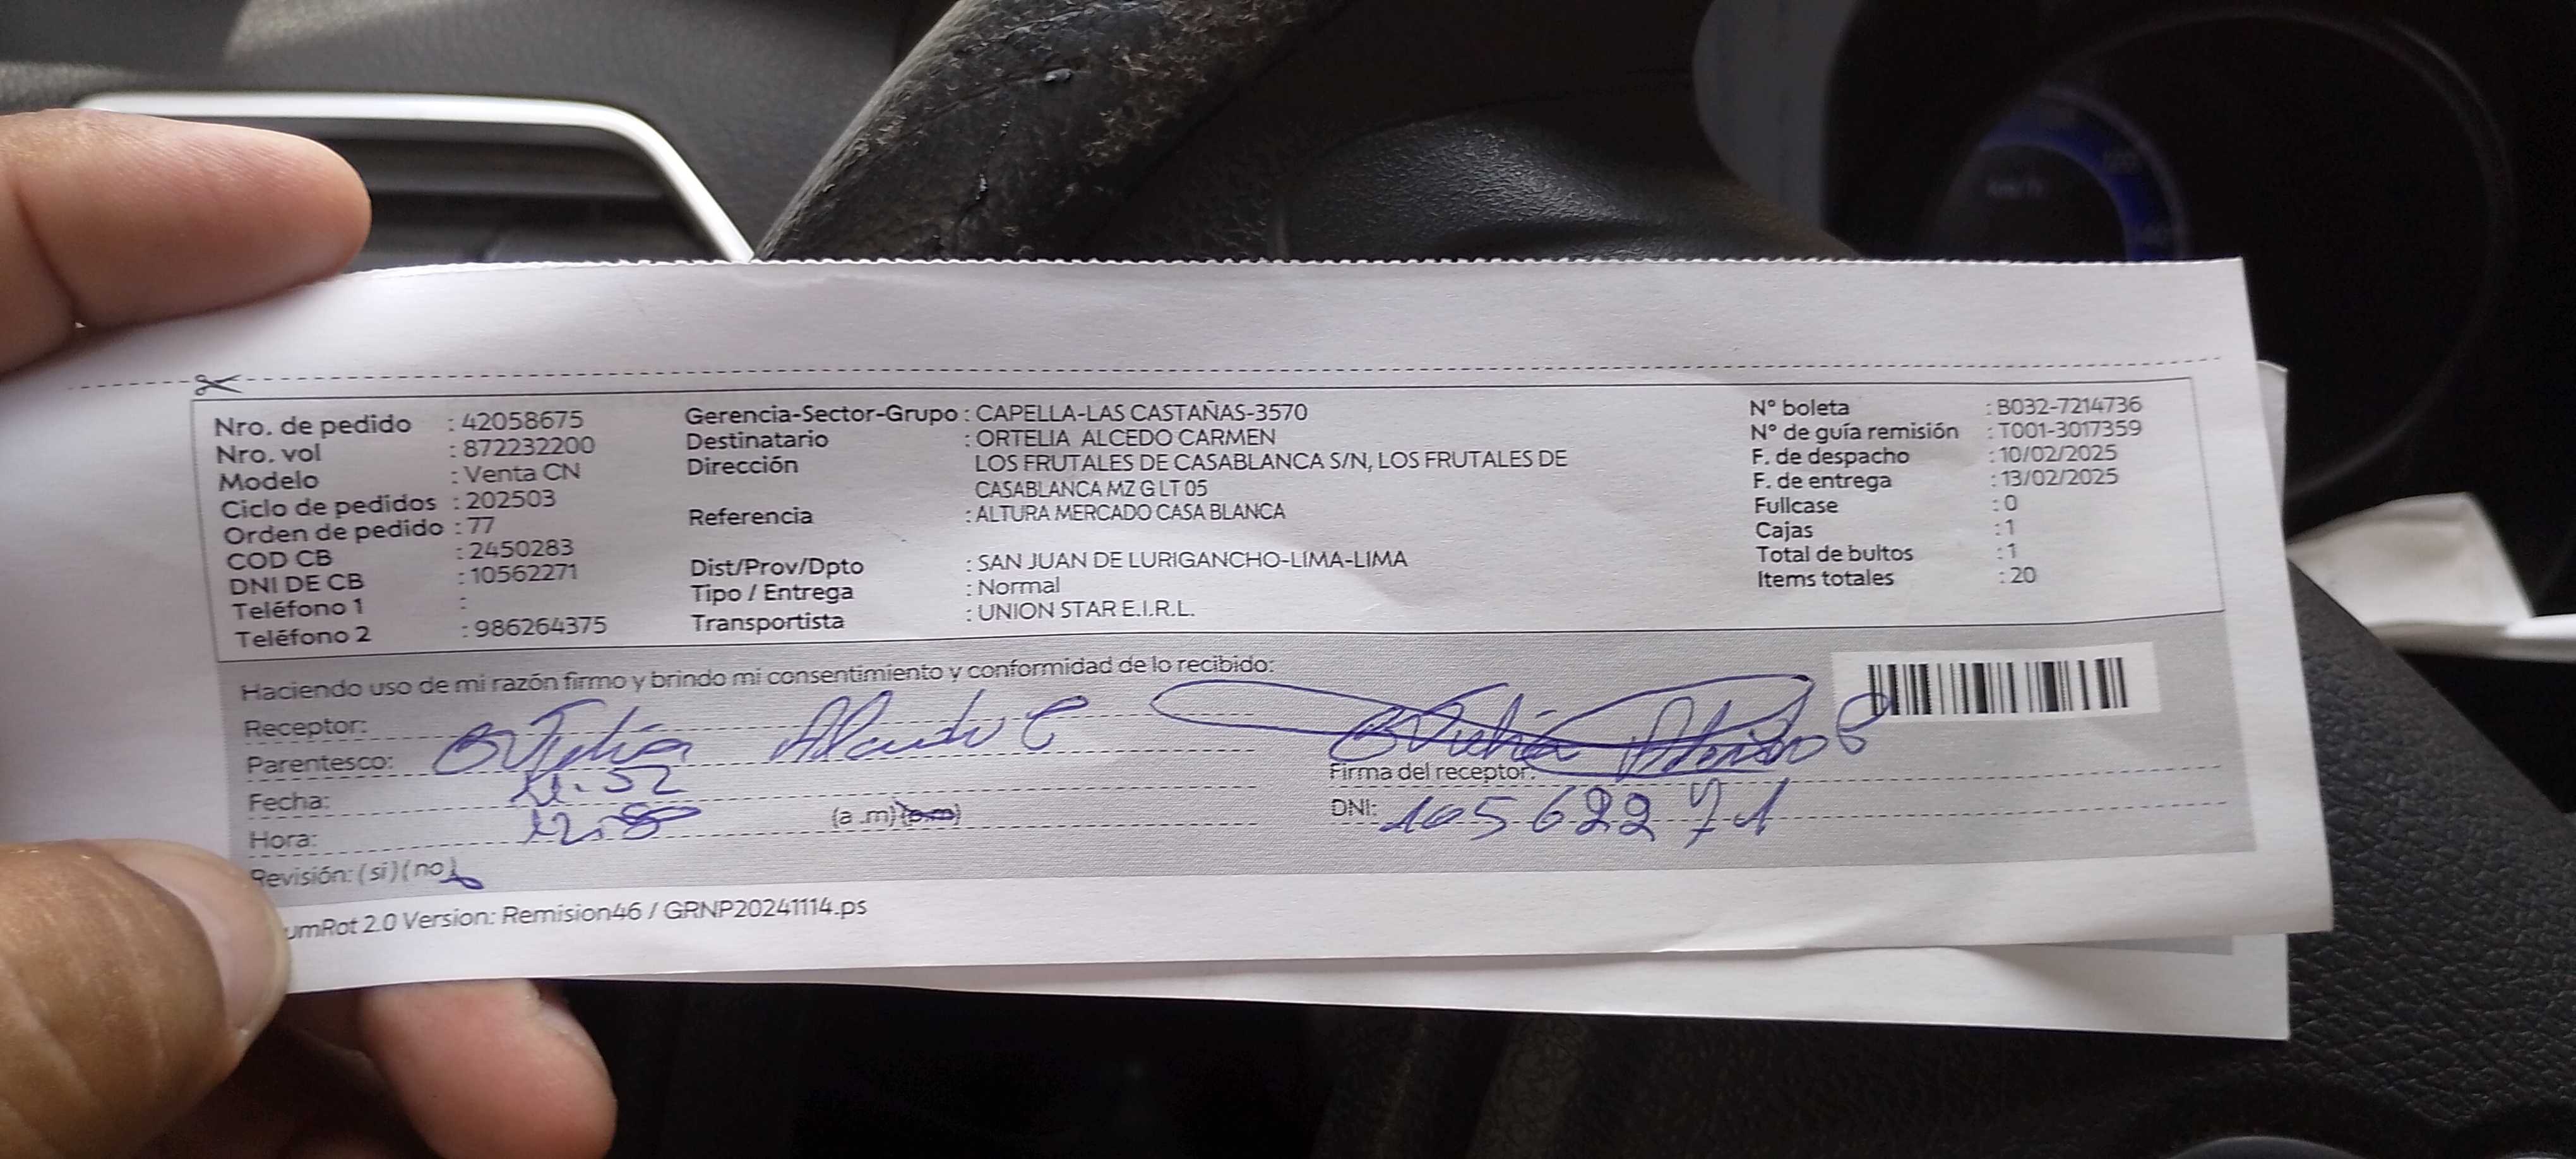 Nro. de pedido : 42058675
Nro. vol : 872232200
Modelo : Venta CN
Ciclo de pedidos : 202503
Orden de pedido : 77
COD CB : 2450283
DNI DE CB : 10562271
Teléfono 1 :
Teléfono 2 : 986264375
Gerencia-Sector-Grupo : CAPELLA-LAS CASTAÑAS-3570
Destinatario : ORTELIA ALCEDO CARMEN
Dirección LOS FRUTALES DE CASABLANCA S/N, LOS FRUTALES DE
CASABLANCA MZ G LT 05
Referencia : ALTURA MERCADO CASA BLANCA
Dist/Prov/Dpto : SAN JUAN DE LURIGANCHO-LIMA-LIMA
Tipo / Entrega : Normal
Transportista : UNION STAR E.I.R.L.
N° boleta : B032-7214736
N° de guía remisión : T001-3017359
F. de despacho : 10/02/2025
F. de entrega : 13/02/2025
Fullcase : 0
Cajas : 1
Total de bultos : 1
Items totales : 20
Haciendo uso de mi razón firmo y brindo mi consentimiento y conformidad de lo recibido:
Receptor:
Parentesco:
Fecha: 11.52
Hora: (a .m)(p.m)
Revisión: (si)(no)
Firma del receptor:
DNI: 10562271
umRot 2.0 Version: Remision46 / GRNP20241114.ps